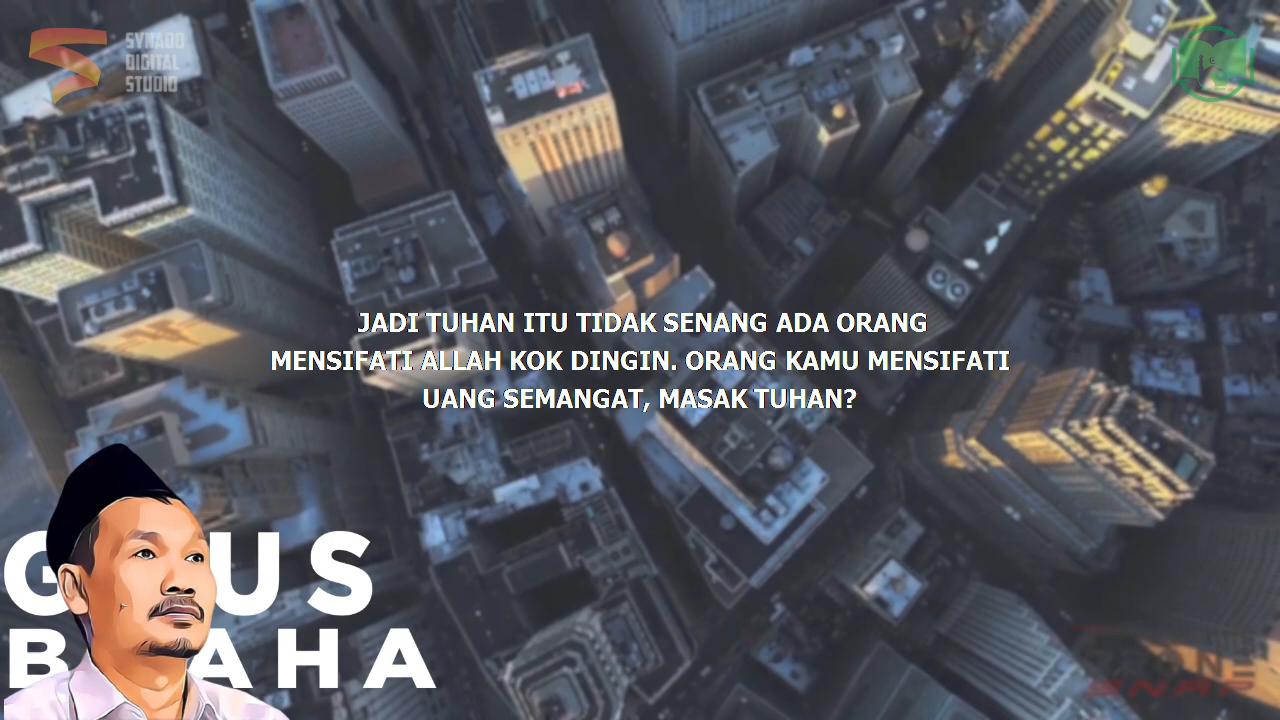 SYNADO
DIGITAL
STUDIO
JADI TUHAN ITU TIDAK SENANG ADA ORANG
MENSIFATI ALLAH KOK DINGIN. ORANG KAMU MENSIFATI
UANG SEMANGAT, MASAK TUHAN?
GUS
BAHA
SNAP